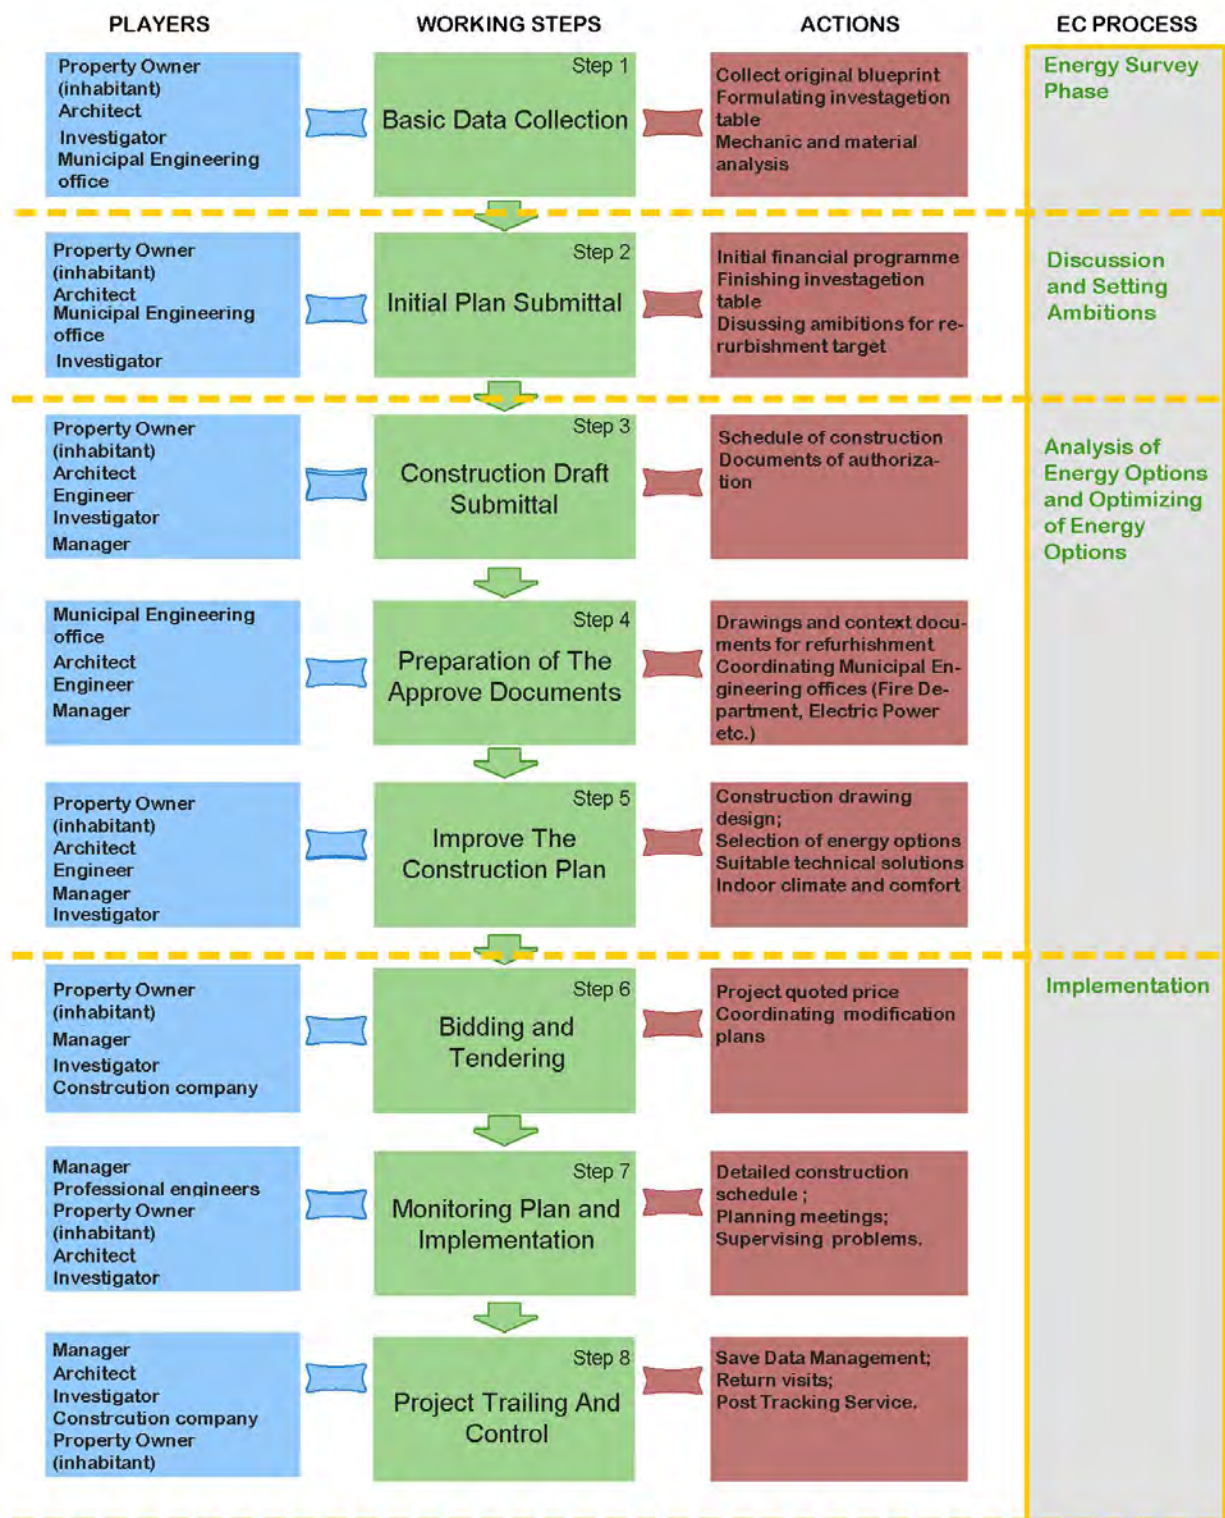 PLAYERS
WORKING STEPS
ACTIONS
EC PROCESS
Property Owner
(inhabitant)
Architect
Investigator
Municipal Engineering
office
Step 1
Basic Data Collection
Collect original blueprint
Formulating investagetion
table
Mechanic and material
analysis
Energy Survey
Phase
Property Owner
(inhabitant)
Architect
Municipal Engineering
office
Investigator
Step 2
Initial Plan Submittal
Initial financial programme
Finishing investagetion
table
Disussing amibitions for re-
rurbishment target
Discussion
and Setting
Ambitions
Property Owner
(inhabitant)
Architect
Engineer
Investigator
Manager
Step 3
Construction Draft
Submittal
Schedule of construction
Documents of authoriza-
tion
Analysis of
Energy Options
and Optimizing
of Energy
Options
Municipal Engineering
office
Architect
Engineer
Manager
Step 4
Preparation of The
Approve Documents
Drawings and context docu-
ments for refurhishment
Coordinating Municipal En-
gineering offices (Fire De-
partment, Electric Power
etc.)
Property Owner
(inhabitant)
Architect
Engineer
Manager
Investigator
Step 5
Improve The
Construction Plan
Construction drawing
design;
Selection of energy options
Suitable technical solutions
Indoor climate and comfort
Property Owner
(inhabitant)
Manager
Investigator
Constrcution company
Step 6
Bidding and
Tendering
Project quoted price
Coordinating modification
plans
Implementation
Manager
Professional engineers
Property Owner
(inhabitant)
Architect
Investigator
Step 7
Monitoring Plan and
Implementation
Detailed construction
schedule ;
Planning meetings;
Supervising problems.
Manager
Architect
Investigator
Constrcution company
Property Owner
(inhabitant)
Step 8
Project Trailing And
Control
Save Data Management;
Return visits;
Post Tracking Service.